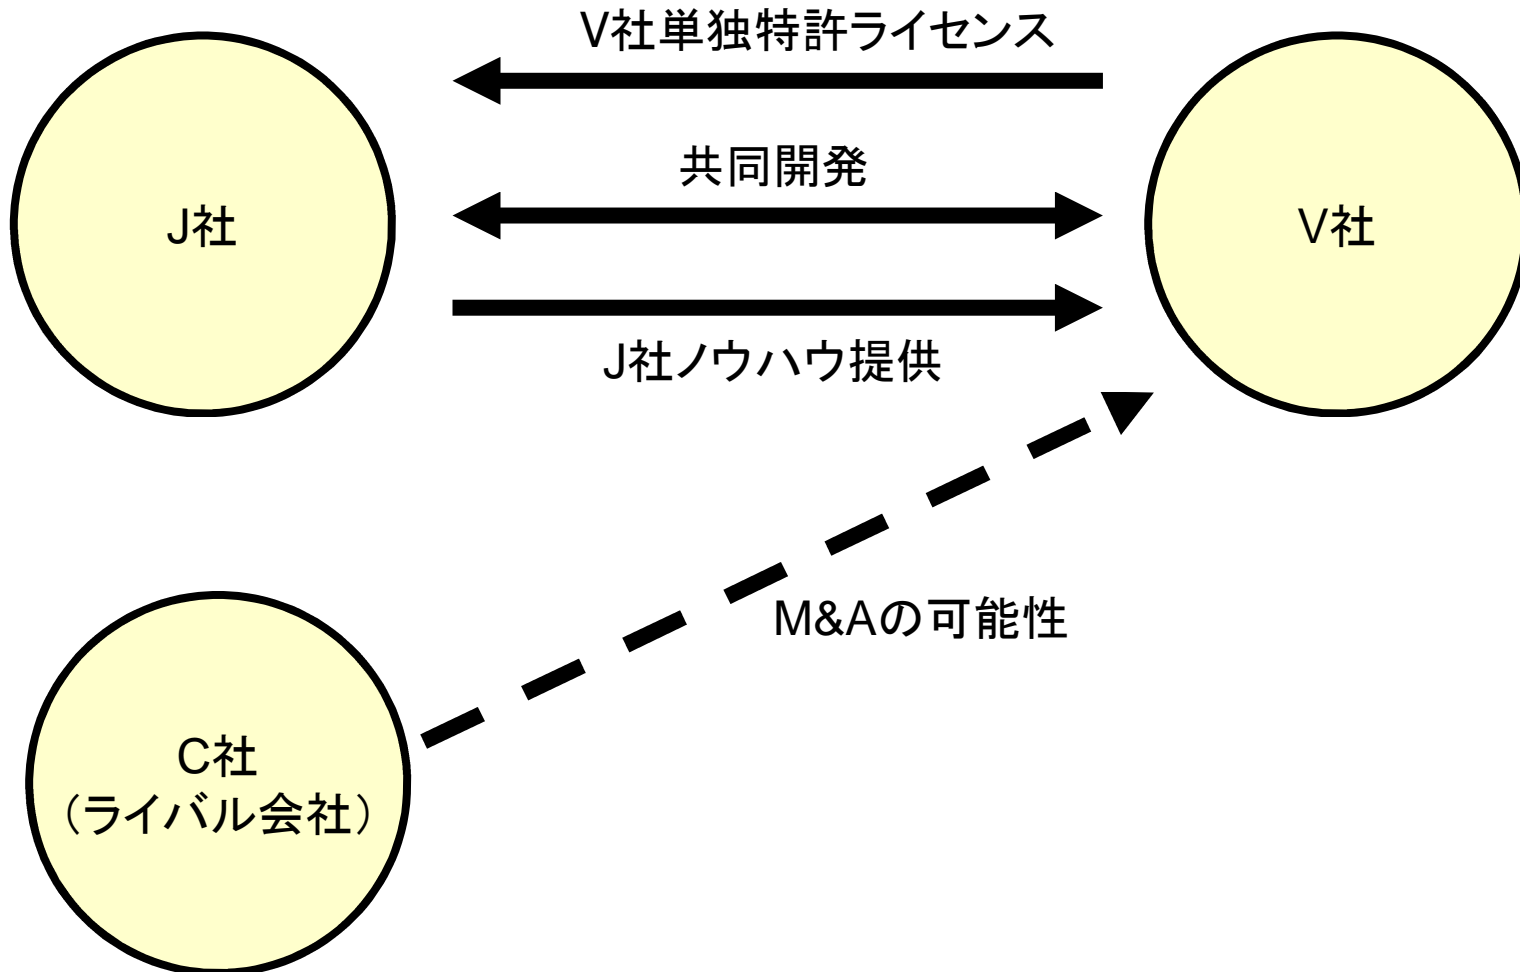 V社単独特許ライセンス
共同開発
J社
V社
J社ノウハウ提供
M&Aの可能性
C社
（ライバル会社）